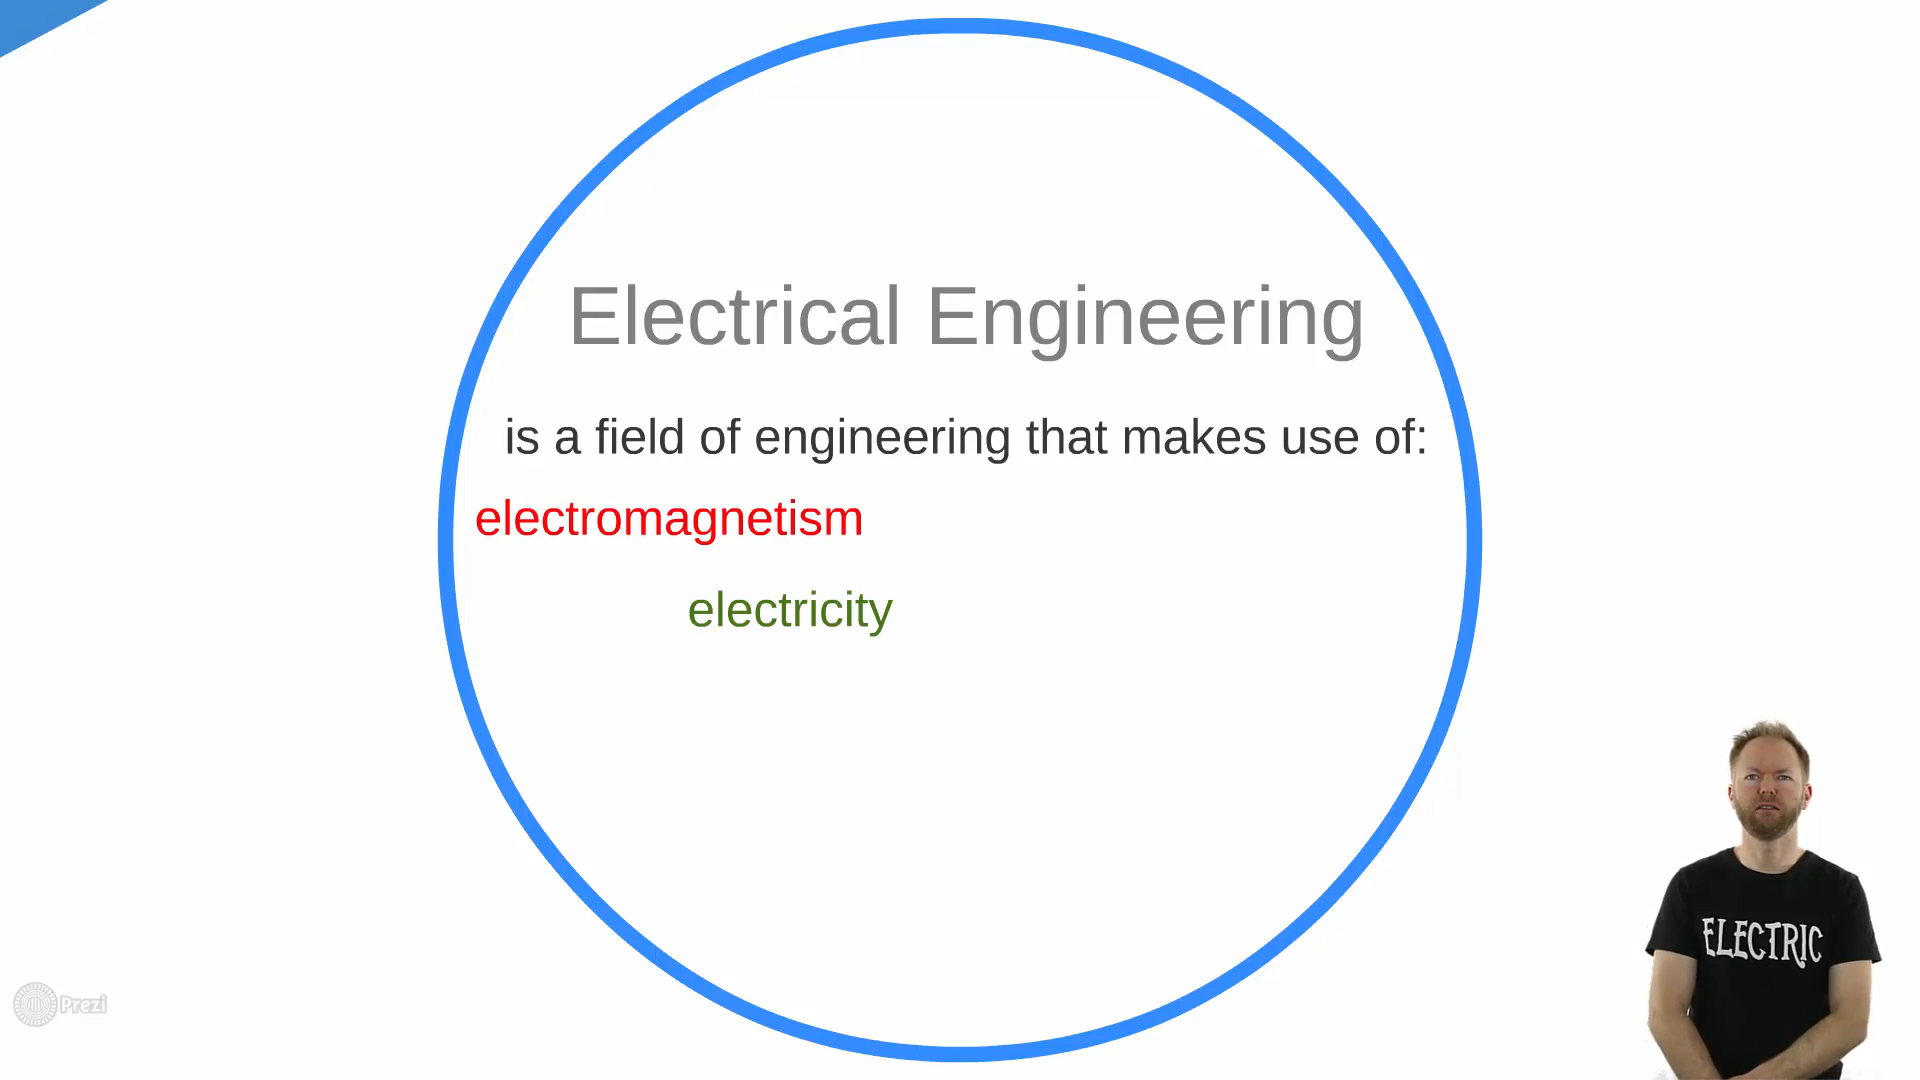 Electrical Engineering
is a field of engineering that makes use of:
electromagnetism
electricity
ELECTRIC
Prezi